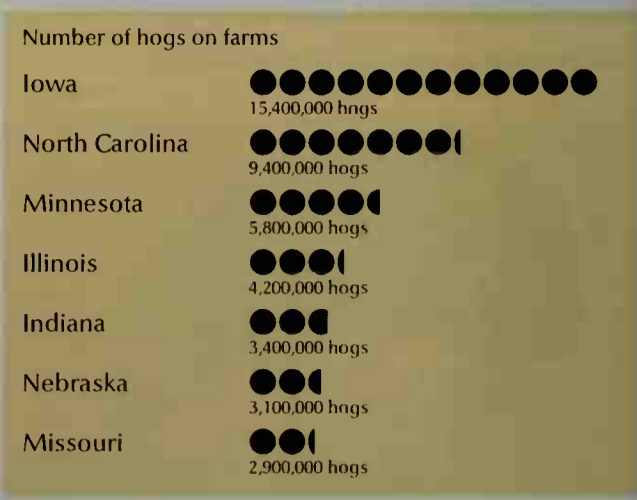 Number of hogs on farms
Iowa
15,400,000 hogs
North Carolina
9,400,000 hogs
Minnesota
5,800,000 hogs
Illinois
4,200,000 hogs
Indiana
3,400,000 hogs
Nebraska
3,100,000 hogs
Missouri
2,900,000 hogs